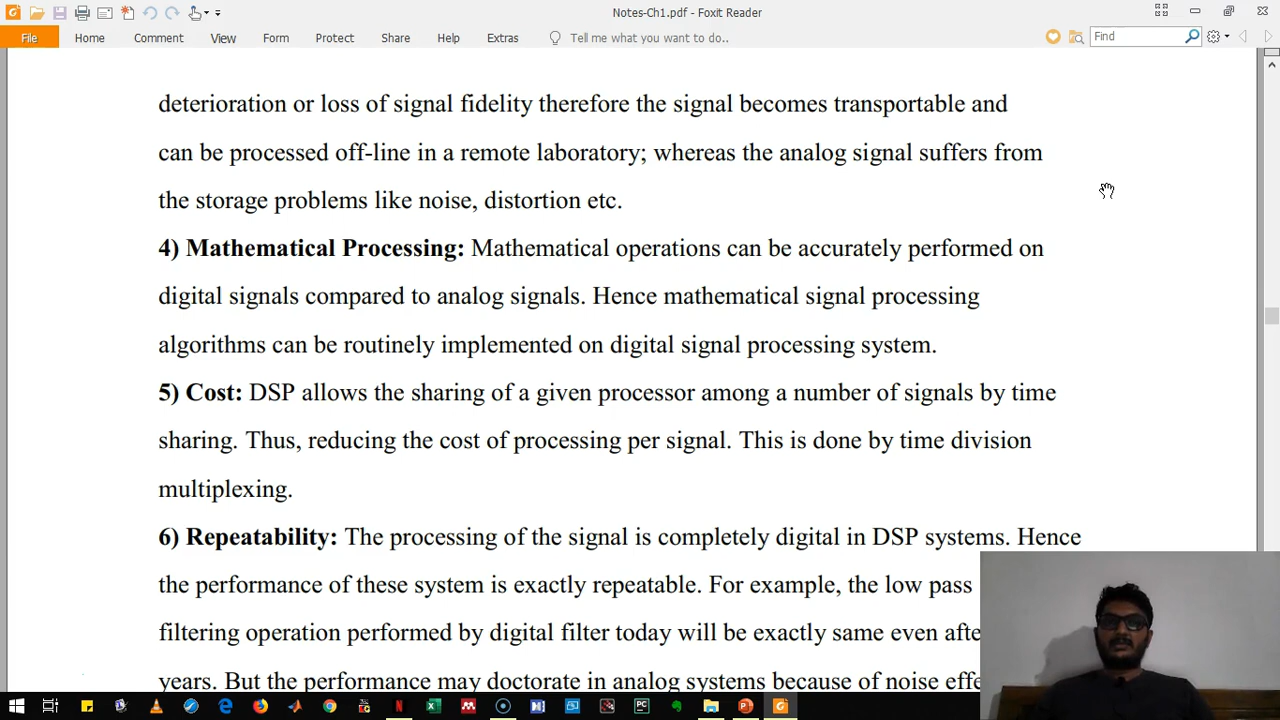 Notes-Ch1.pdf - Foxit Reader
File Home Comment View Form Protect Share Help Extras Tell me what you want to do.. Find
deterioration or loss of signal fidelity therefore the signal becomes transportable and
can be processed off-line in a remote laboratory; whereas the analog signal suffers from
the storage problems like noise, distortion etc.
4) Mathematical Processing: Mathematical operations can be accurately performed on
digital signals compared to analog signals. Hence mathematical signal processing
algorithms can be routinely implemented on digital signal processing system.
5) Cost: DSP allows the sharing of a given processor among a number of signals by time
sharing. Thus, reducing the cost of processing per signal. This is done by time division
multiplexing.
6) Repeatability: The processing of the signal is completely digital in DSP systems. Hence
the performance of these system is exactly repeatable. For example, the low pass
filtering operation performed by digital filter today will be exactly same even afte
years. But the performance may doctorate in analog systems because of noise effe